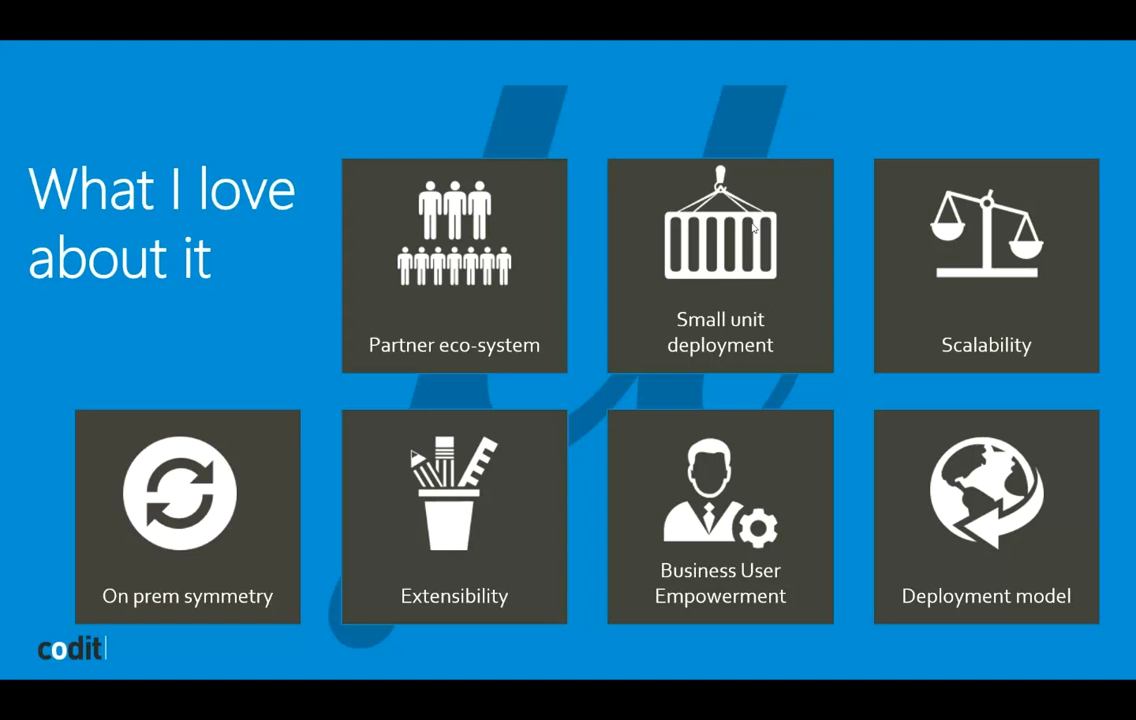 What I love
about it
Partner eco-system
Small unit
deployment
Scalability
On prem symmetry
Extensibility
Business User
Empowerment
Deployment model
codit